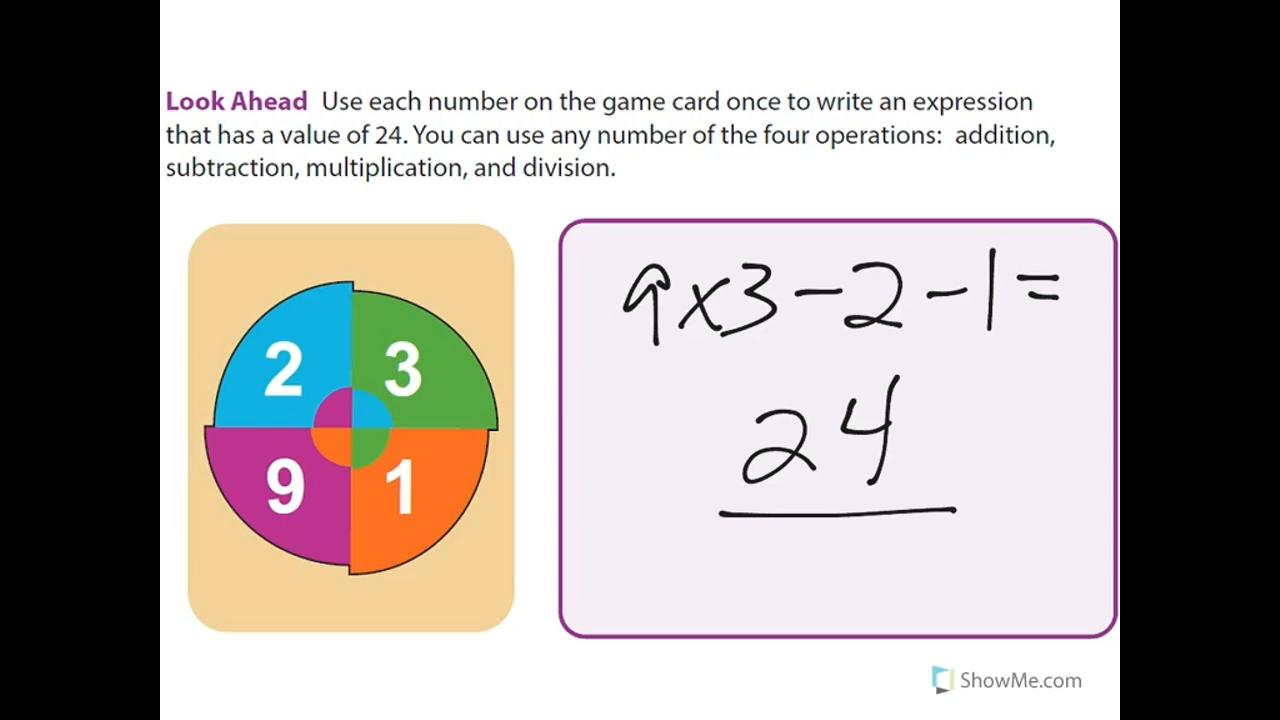 Look Ahead Use each number on the game card once to write an expression
that has a value of 24. You can use any number of the four operations: addition,
subtraction, multiplication, and division.
2 3
9 1
9x3-2-1=
24
ShowMe.com